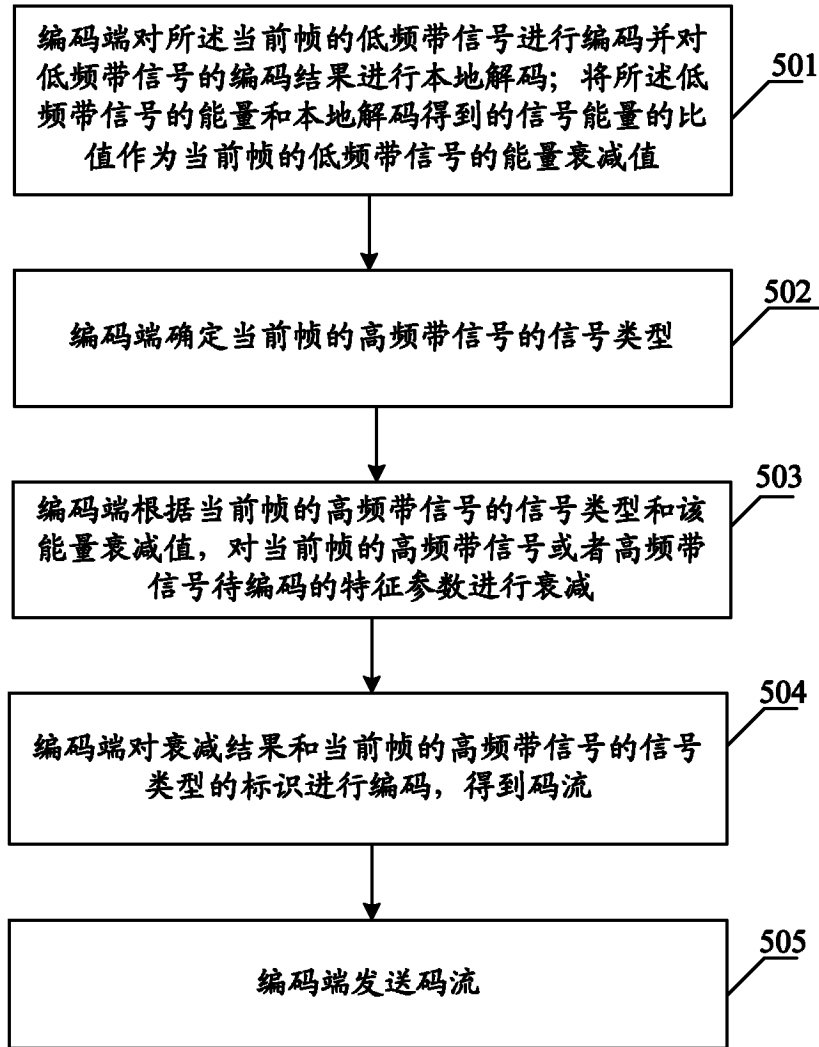 编码端对所述当前帧的低频带信号进行编码并对
低频带信号的编码结果进行本地解码；将所述低
频带信号的能量和本地解码得到的信号能量的比
值作为当前帧的低频带信号的能量衰减值
501
502
编码端确定当前帧的高频带信号的信号类型
503
编码端根据当前帧的高频带信号的信号类型和该
能量衰减值，对当前帧的高频带信号或者高频带
信号待编码的特征参数进行衰减
504
编码端对衰减结果和当前帧的高频带信号的信号
类型的标识进行编码，得到码流
505
编码端发送码流